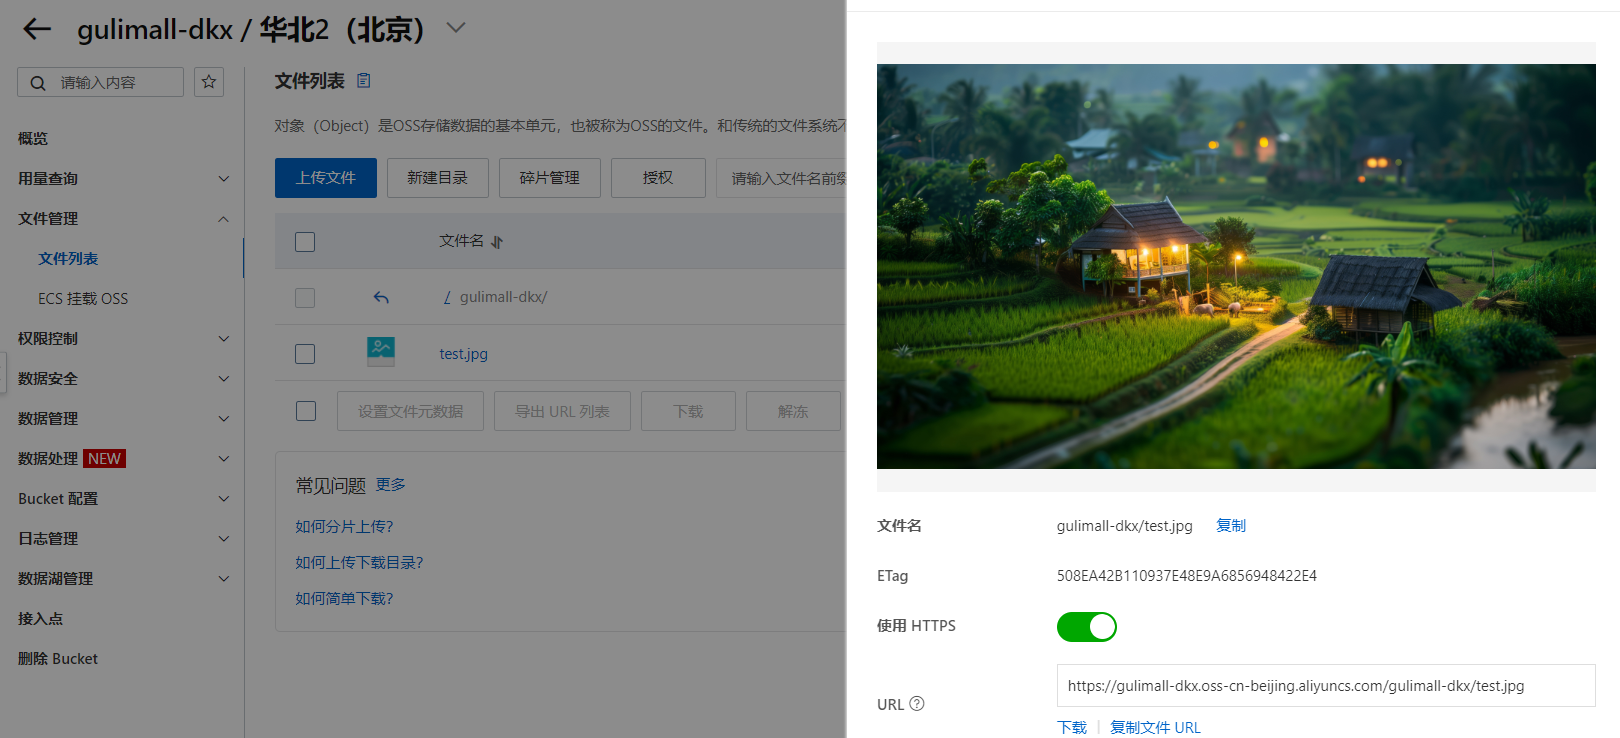 gulimall-dkx / 华北2（北京）
请输入内容
概览
用量查询
文件管理
文件列表
ECS 挂载 OSS
权限控制
数据安全
数据管理
数据处理 NEW
Bucket 配置
日志管理
数据湖管理
接入点
删除 Bucket
文件列表
对象（Object）是OSS存储数据的基本单元，也被称为OSS的文件。和传统的文件系统不
上传文件 新建目录 碎片管理 授权 请输入文件名前缀
文件名
/ gulimall-dkx/
test.jpg
设置文件元数据 导出 URL 列表 下载 解冻
常见问题 更多
如何分片上传?
如何上传下载目录?
如何简单下载?
文件名 gulimall-dkx/test.jpg 复制
ETag 508EA42B110937E48E9A6856948422E4
使用 HTTPS
URL https://gulimall-dkx.oss-cn-beijing.aliyuncs.com/gulimall-dkx/test.jpg
下载 | 复制文件 URL